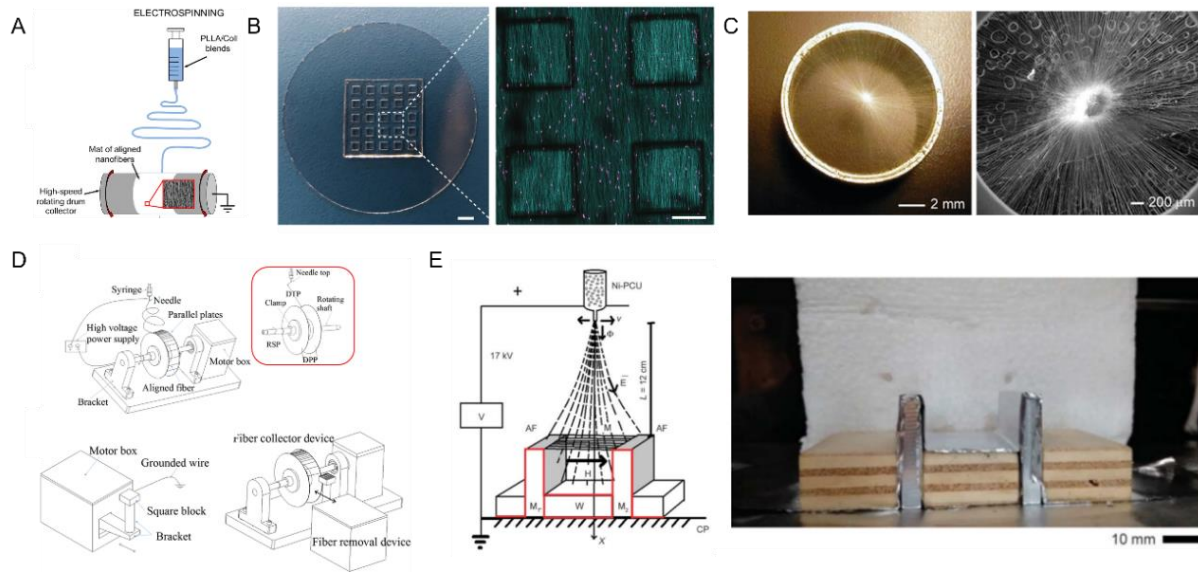 A
ELECTROSPINNING
PLLA/Coll
blends
Mat of aligned
nanofibers
High-speed
rotating drum
collector
B
C
2 mm
200 µm
D
Syringe
Needle
High voltage
power supply
Parallel plates
Motor box
Aligned fiber
Bracket
Needle top
DTP
Clamp
Rotating
shaft
RSP
DPP
Motor box
Grounded wire
Square block
Bracket
Fiber collector device
Fiber removal device
E
Ni-PCU
+
v
Φ
17 kV
E
L = 12 cm
V
AF
M
AF
H
M₁
W
M₂
CP
X
10 mm